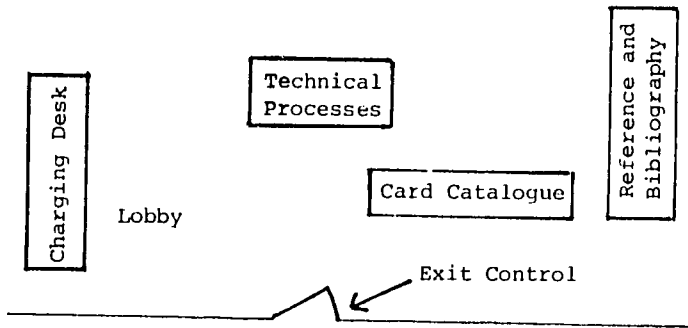 Charging Desk
Lobby
Technical
Processes
Card Catalogue
Reference and
Bibliography
Exit Control